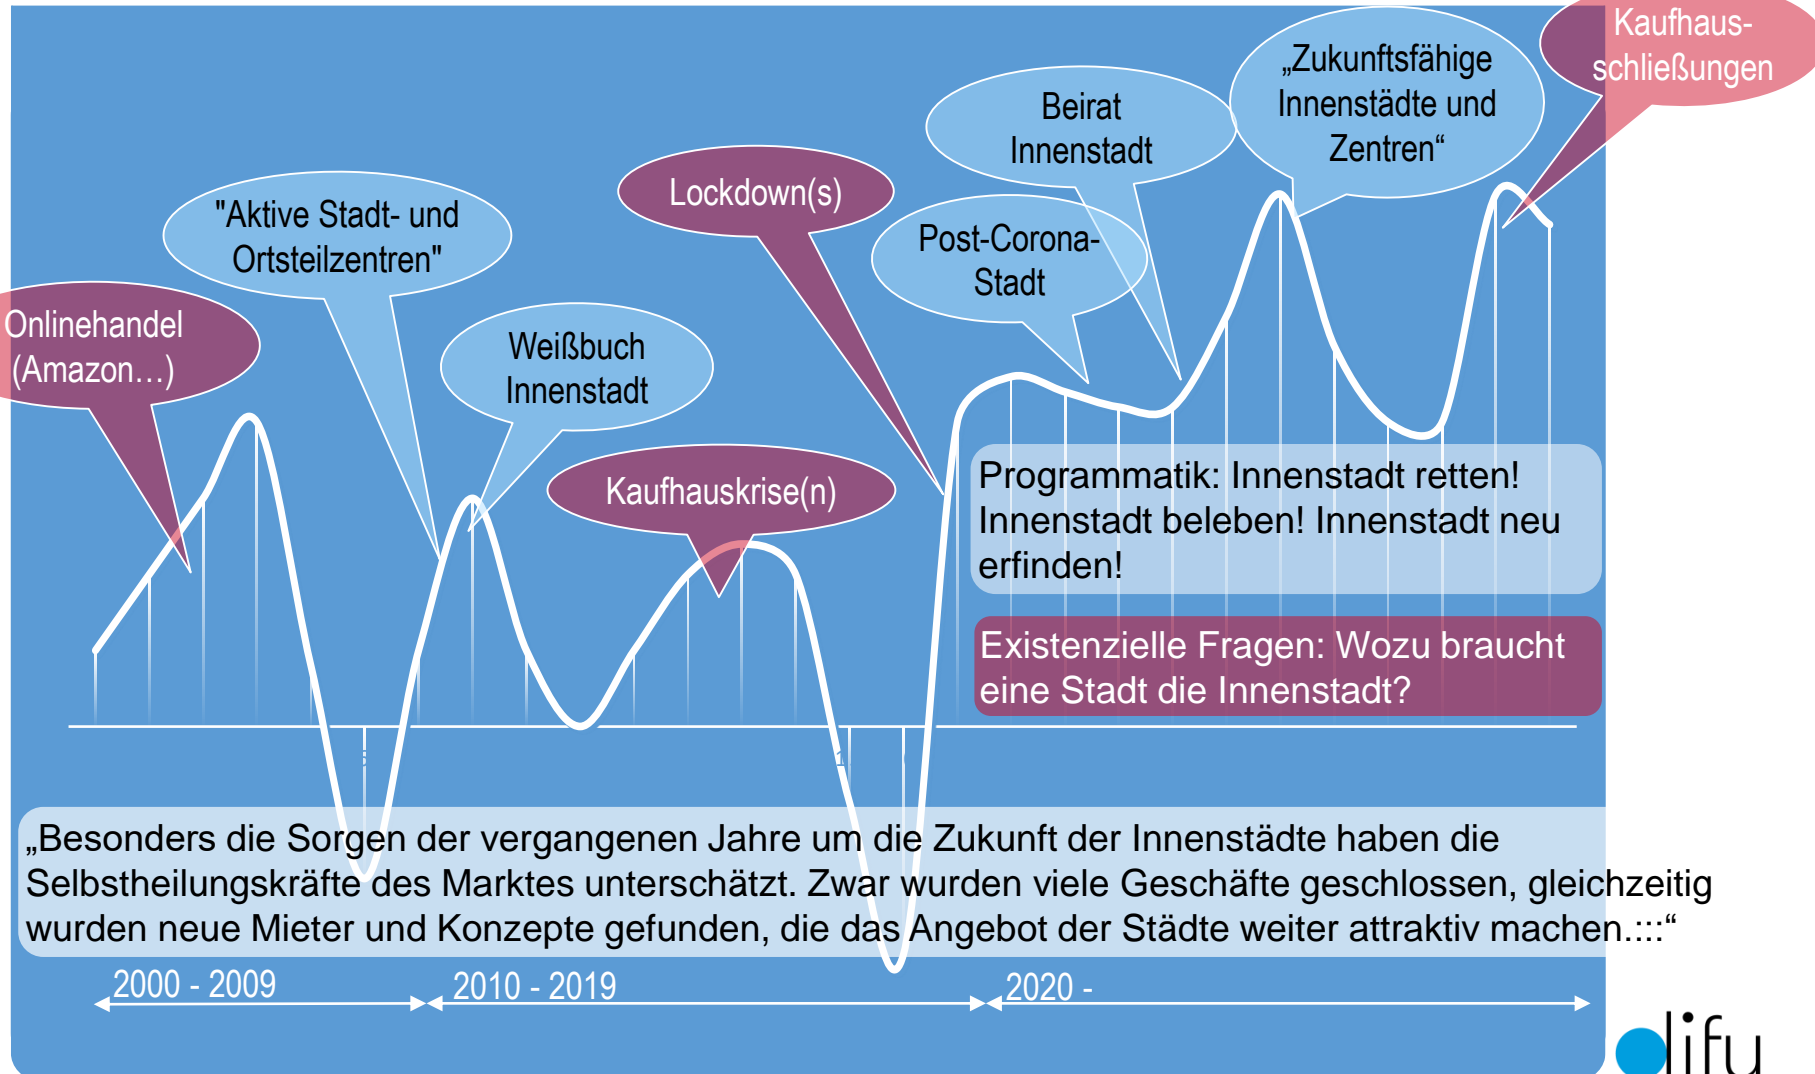 Kaufhaus-
schließungen
„Zukunftsfähige
Innenstädte und
Zentren“
Beirat
Innenstadt
Lockdown(s)
Post-Corona-
Stadt
"Aktive Stadt- und
Ortsteilzentren"
Onlinehandel
(Amazon…)
Weißbuch
Innenstadt
Kaufhauskrise(n)
Programmatik: Innenstadt retten!
Innenstadt beleben! Innenstadt neu
erfinden!
Existenzielle Fragen: Wozu braucht
eine Stadt die Innenstadt?
„Besonders die Sorgen der vergangenen Jahre um die Zukunft der Innenstädte haben die
Selbstheilungskräfte des Marktes unterschätzt. Zwar wurden viele Geschäfte geschlossen, gleichzeitig
wurden neue Mieter und Konzepte gefunden, die das Angebot der Städte weiter attraktiv machen.:::“
2000 - 2009
2010 - 2019
2020 -
difu